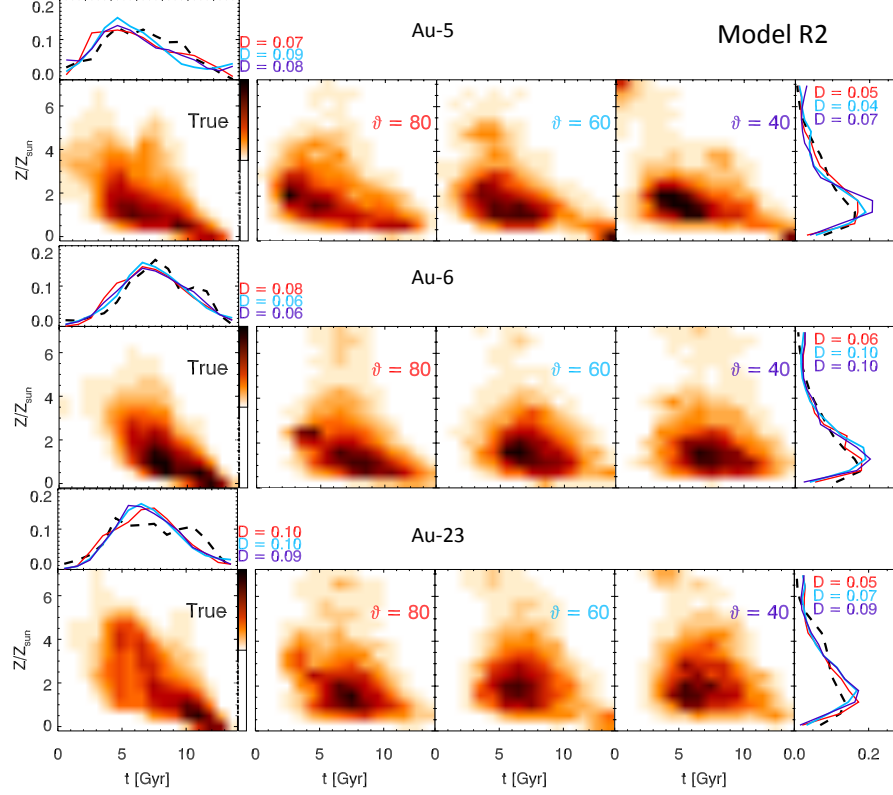 Au-5
Model R2
0.2
0.1
0.0
D = 0.07
D = 0.09
D = 0.08
6
4
2
0
Z/Zsun
True
ϑ = 80
ϑ = 60
ϑ = 40
D = 0.05
D = 0.04
D = 0.07
Au-6
0.2
0.1
0.0
D = 0.08
D = 0.06
D = 0.06
6
4
2
0
Z/Zsun
True
ϑ = 80
ϑ = 60
ϑ = 40
D = 0.06
D = 0.10
D = 0.10
Au-23
0.2
0.1
0.0
D = 0.10
D = 0.10
D = 0.09
6
4
2
0
Z/Zsun
True
ϑ = 80
ϑ = 60
ϑ = 40
D = 0.05
D = 0.07
D = 0.09
0 5 10 0 5 10 0 5 10 0 5 10 0.0 0.2
t [Gyr] t [Gyr] t [Gyr] t [Gyr]